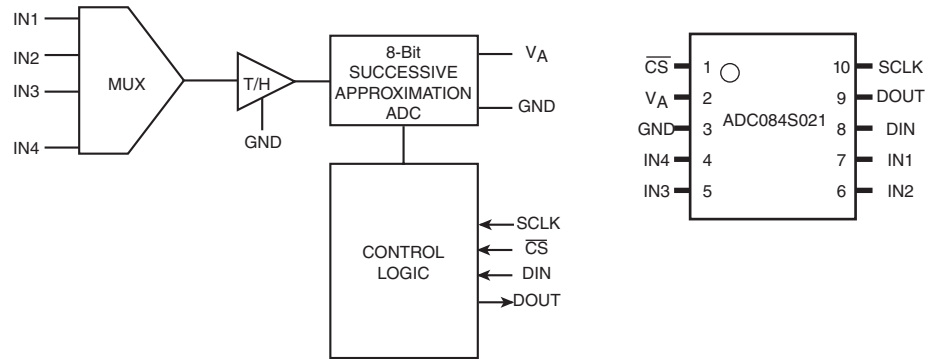 IN1
IN2
IN3
IN4
MUX
T/H
GND
8-Bit
SUCCESSIVE
APPROXIMATION
ADC
VA
GND
CONTROL
LOGIC
SCLK
CS
DIN
DOUT
CS 1
VA 2
GND 3
IN4 4
IN3 5
ADC084S021
10 SCLK
9 DOUT
8 DIN
7 IN1
6 IN2